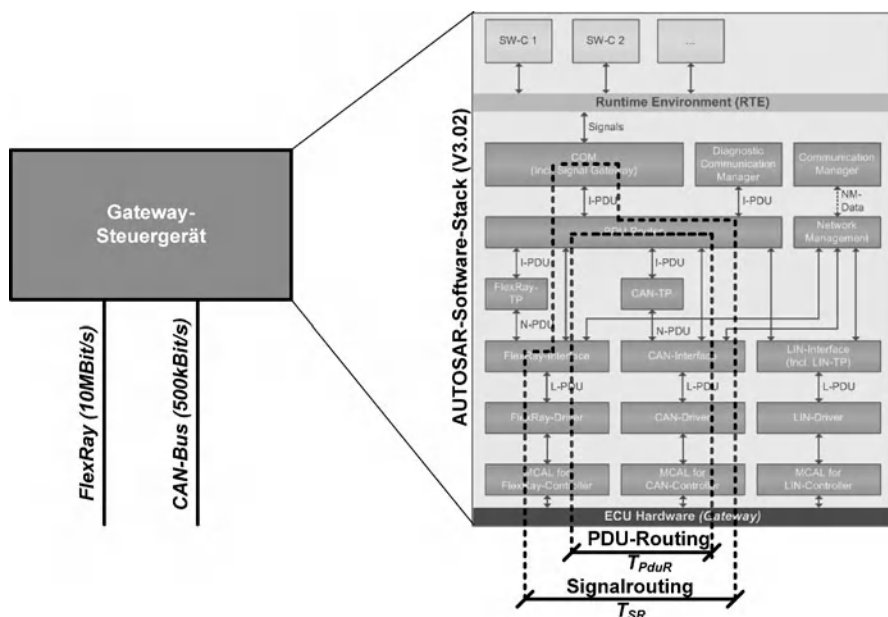 Gateway-
Steuergerät
FlexRay (10MBit/s)
CAN-Bus (500kBit/s)
AUTOSAR-Software-Stack (V3.02)
SW-C 1
SW-C 2
...
Runtime Environment (RTE)
Signals
COM
(Incl. Signal Gateway)
Diagnostic
Communication
Manager
Communication
Manager
I-PDU
I-PDU
NM-
Data
PDU Router
Network
Management
I-PDU
I-PDU
FlexRay-
TP
CAN-TP
N-PDU
N-PDU
FlexRay-Interface
CAN-Interface
LIN-Interface
(Incl. LIN-TP)
L-PDU
L-PDU
L-PDU
FlexRay-Driver
CAN-Driver
LIN-Driver
MCAL for
FlexRay-Controller
MCAL for
CAN-Controller
MCAL for
LIN-Controller
ECU Hardware (Gateway)
PDU-Routing
T_PduR
Signalrouting
T_SR